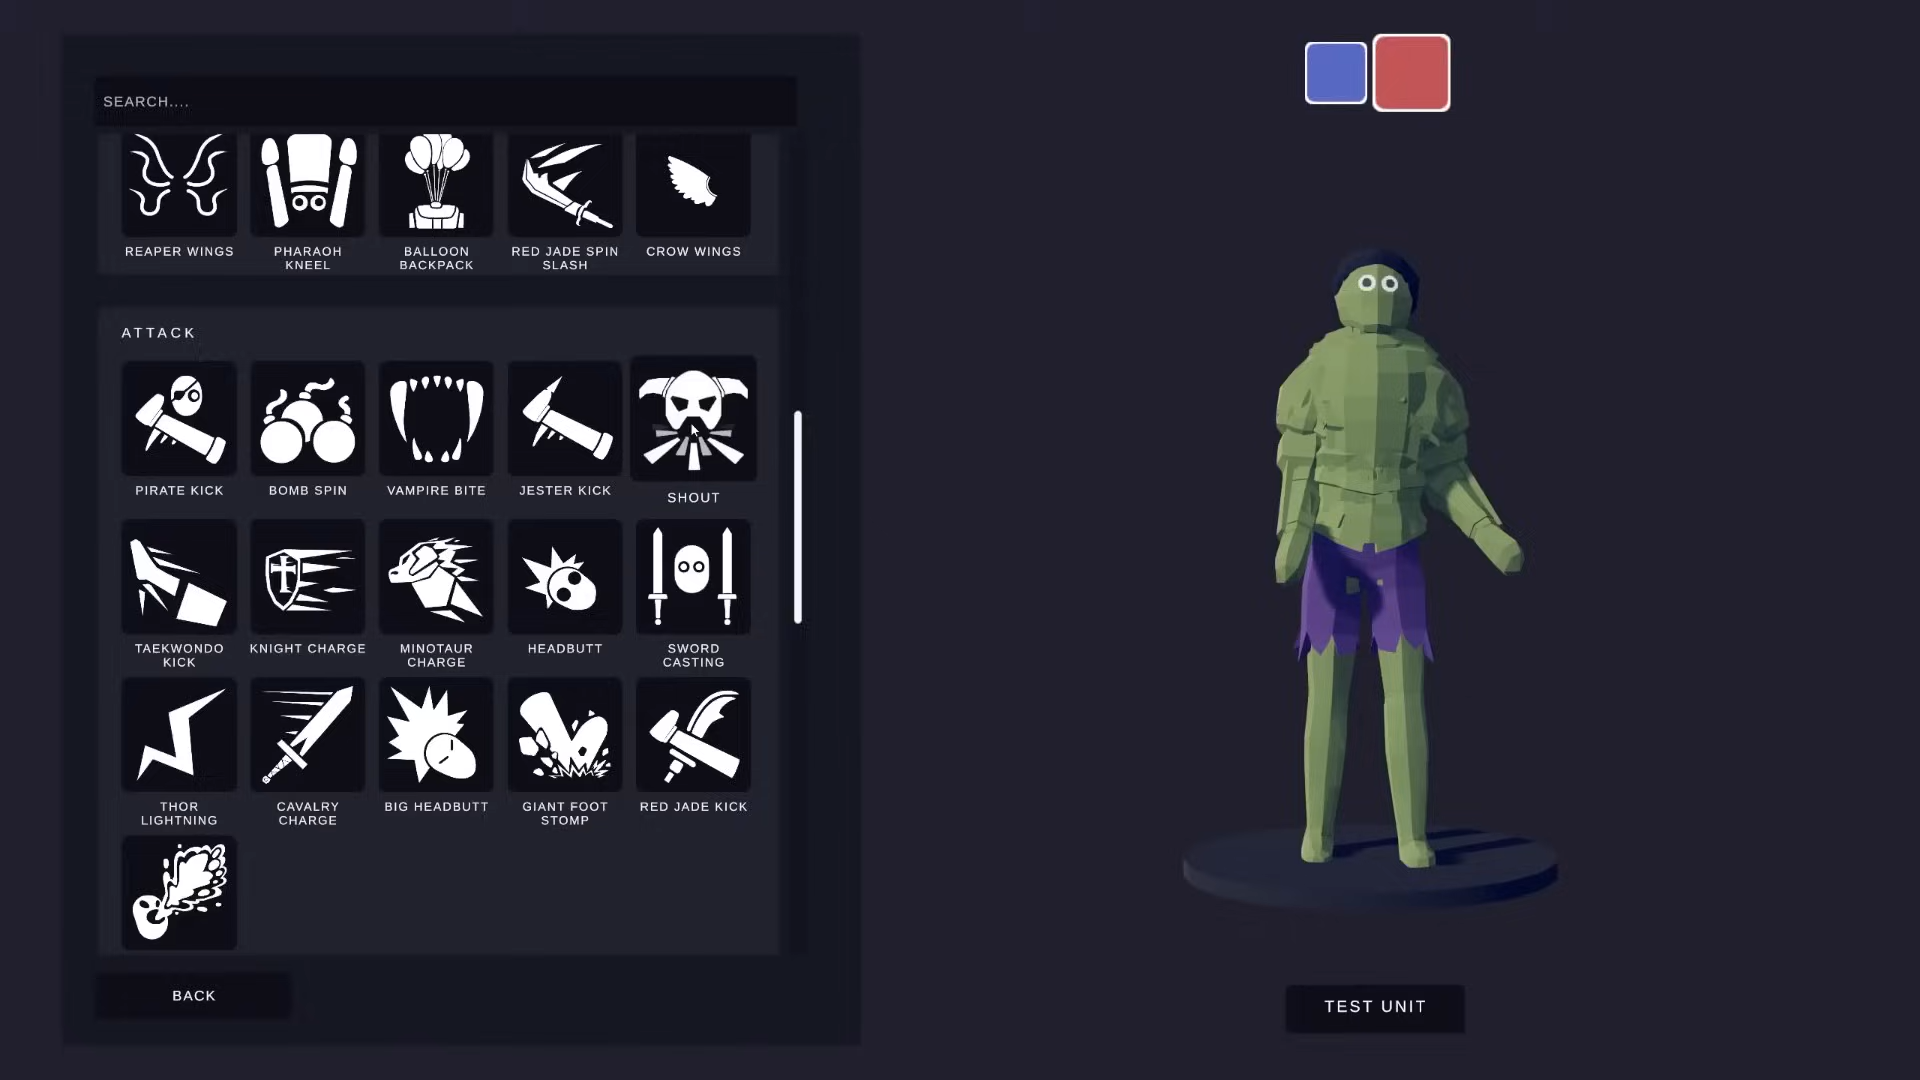 SEARCH....
REAPER WINGS
PHARAOH
KNEEL
BALLOON
BACKPACK
RED JADE SPIN
SLASH
CROW WINGS
ATTACK
PIRATE KICK
BOMB SPIN
VAMPIRE BITE
JESTER KICK
SHOUT
TAEKWONDO
KICK
KNIGHT CHARGE
MINOTAUR
CHARGE
HEADBUTT
SWORD
CASTING
THOR
LIGHTNING
CAVALRY
CHARGE
BIG HEADBUTT
GIANT FOOT
STOMP
RED JADE KICK
BACK
TEST UNIT